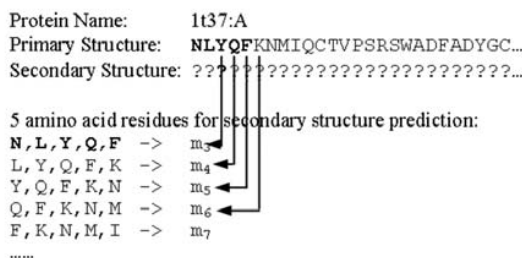 Protein Name: 1t37:A
Primary Structure: NLYQFKNMIQCTVPSRSWADFADYGC...
Secondary Structure: ??????????????????????????...
5 amino acid residues for secondary structure prediction:
N,L,Y,Q,F -> m3
L,Y,Q,F,K -> m4
Y,Q,F,K,N -> m5
Q,F,K,N,M -> m6
F,K,N,M,I -> m7
......